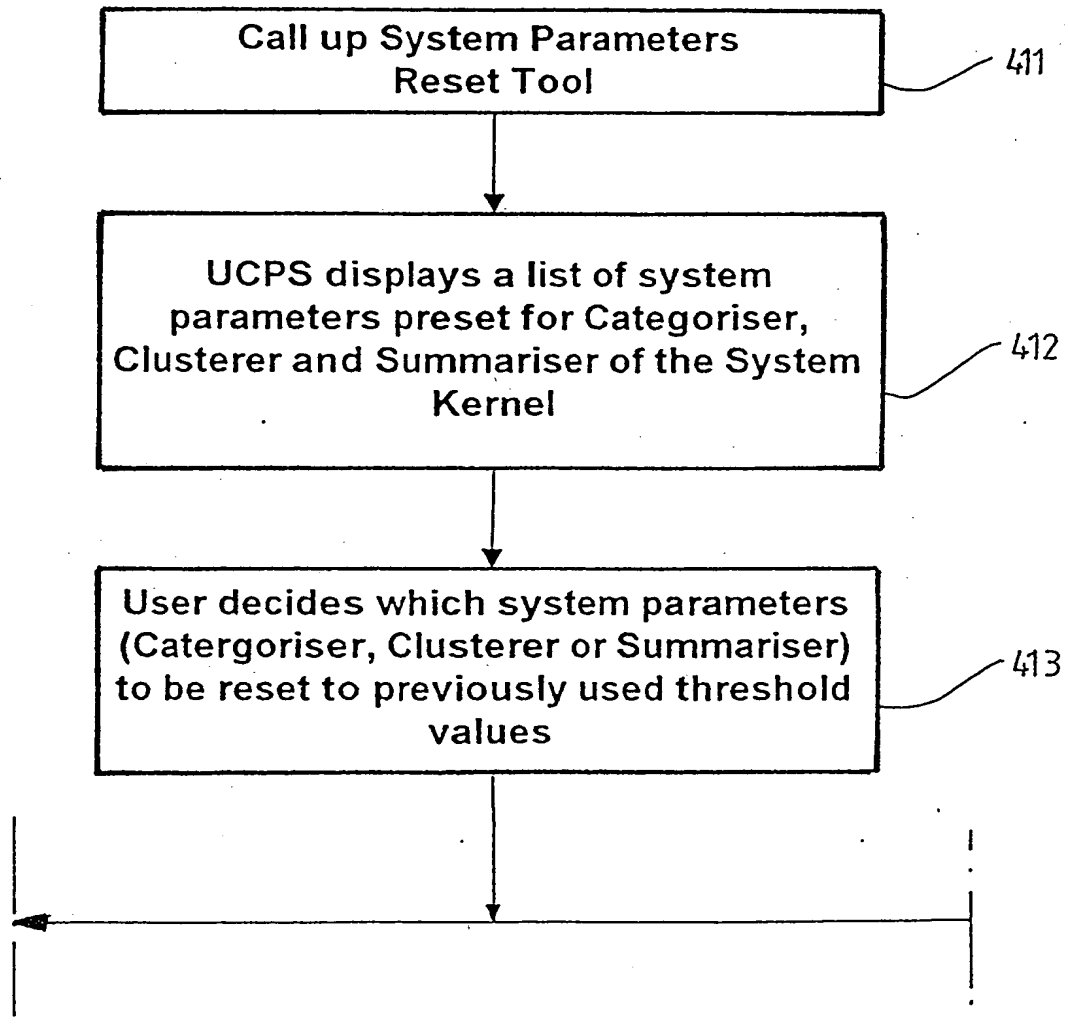 Call up System Parameters
Reset Tool
411
UCPS displays a list of system
parameters preset for Categoriser,
Clusterer and Summariser of the System
Kernel
412
User decides which system parameters
(Catergoriser, Clusterer or Summariser)
to be reset to previously used threshold
values
413